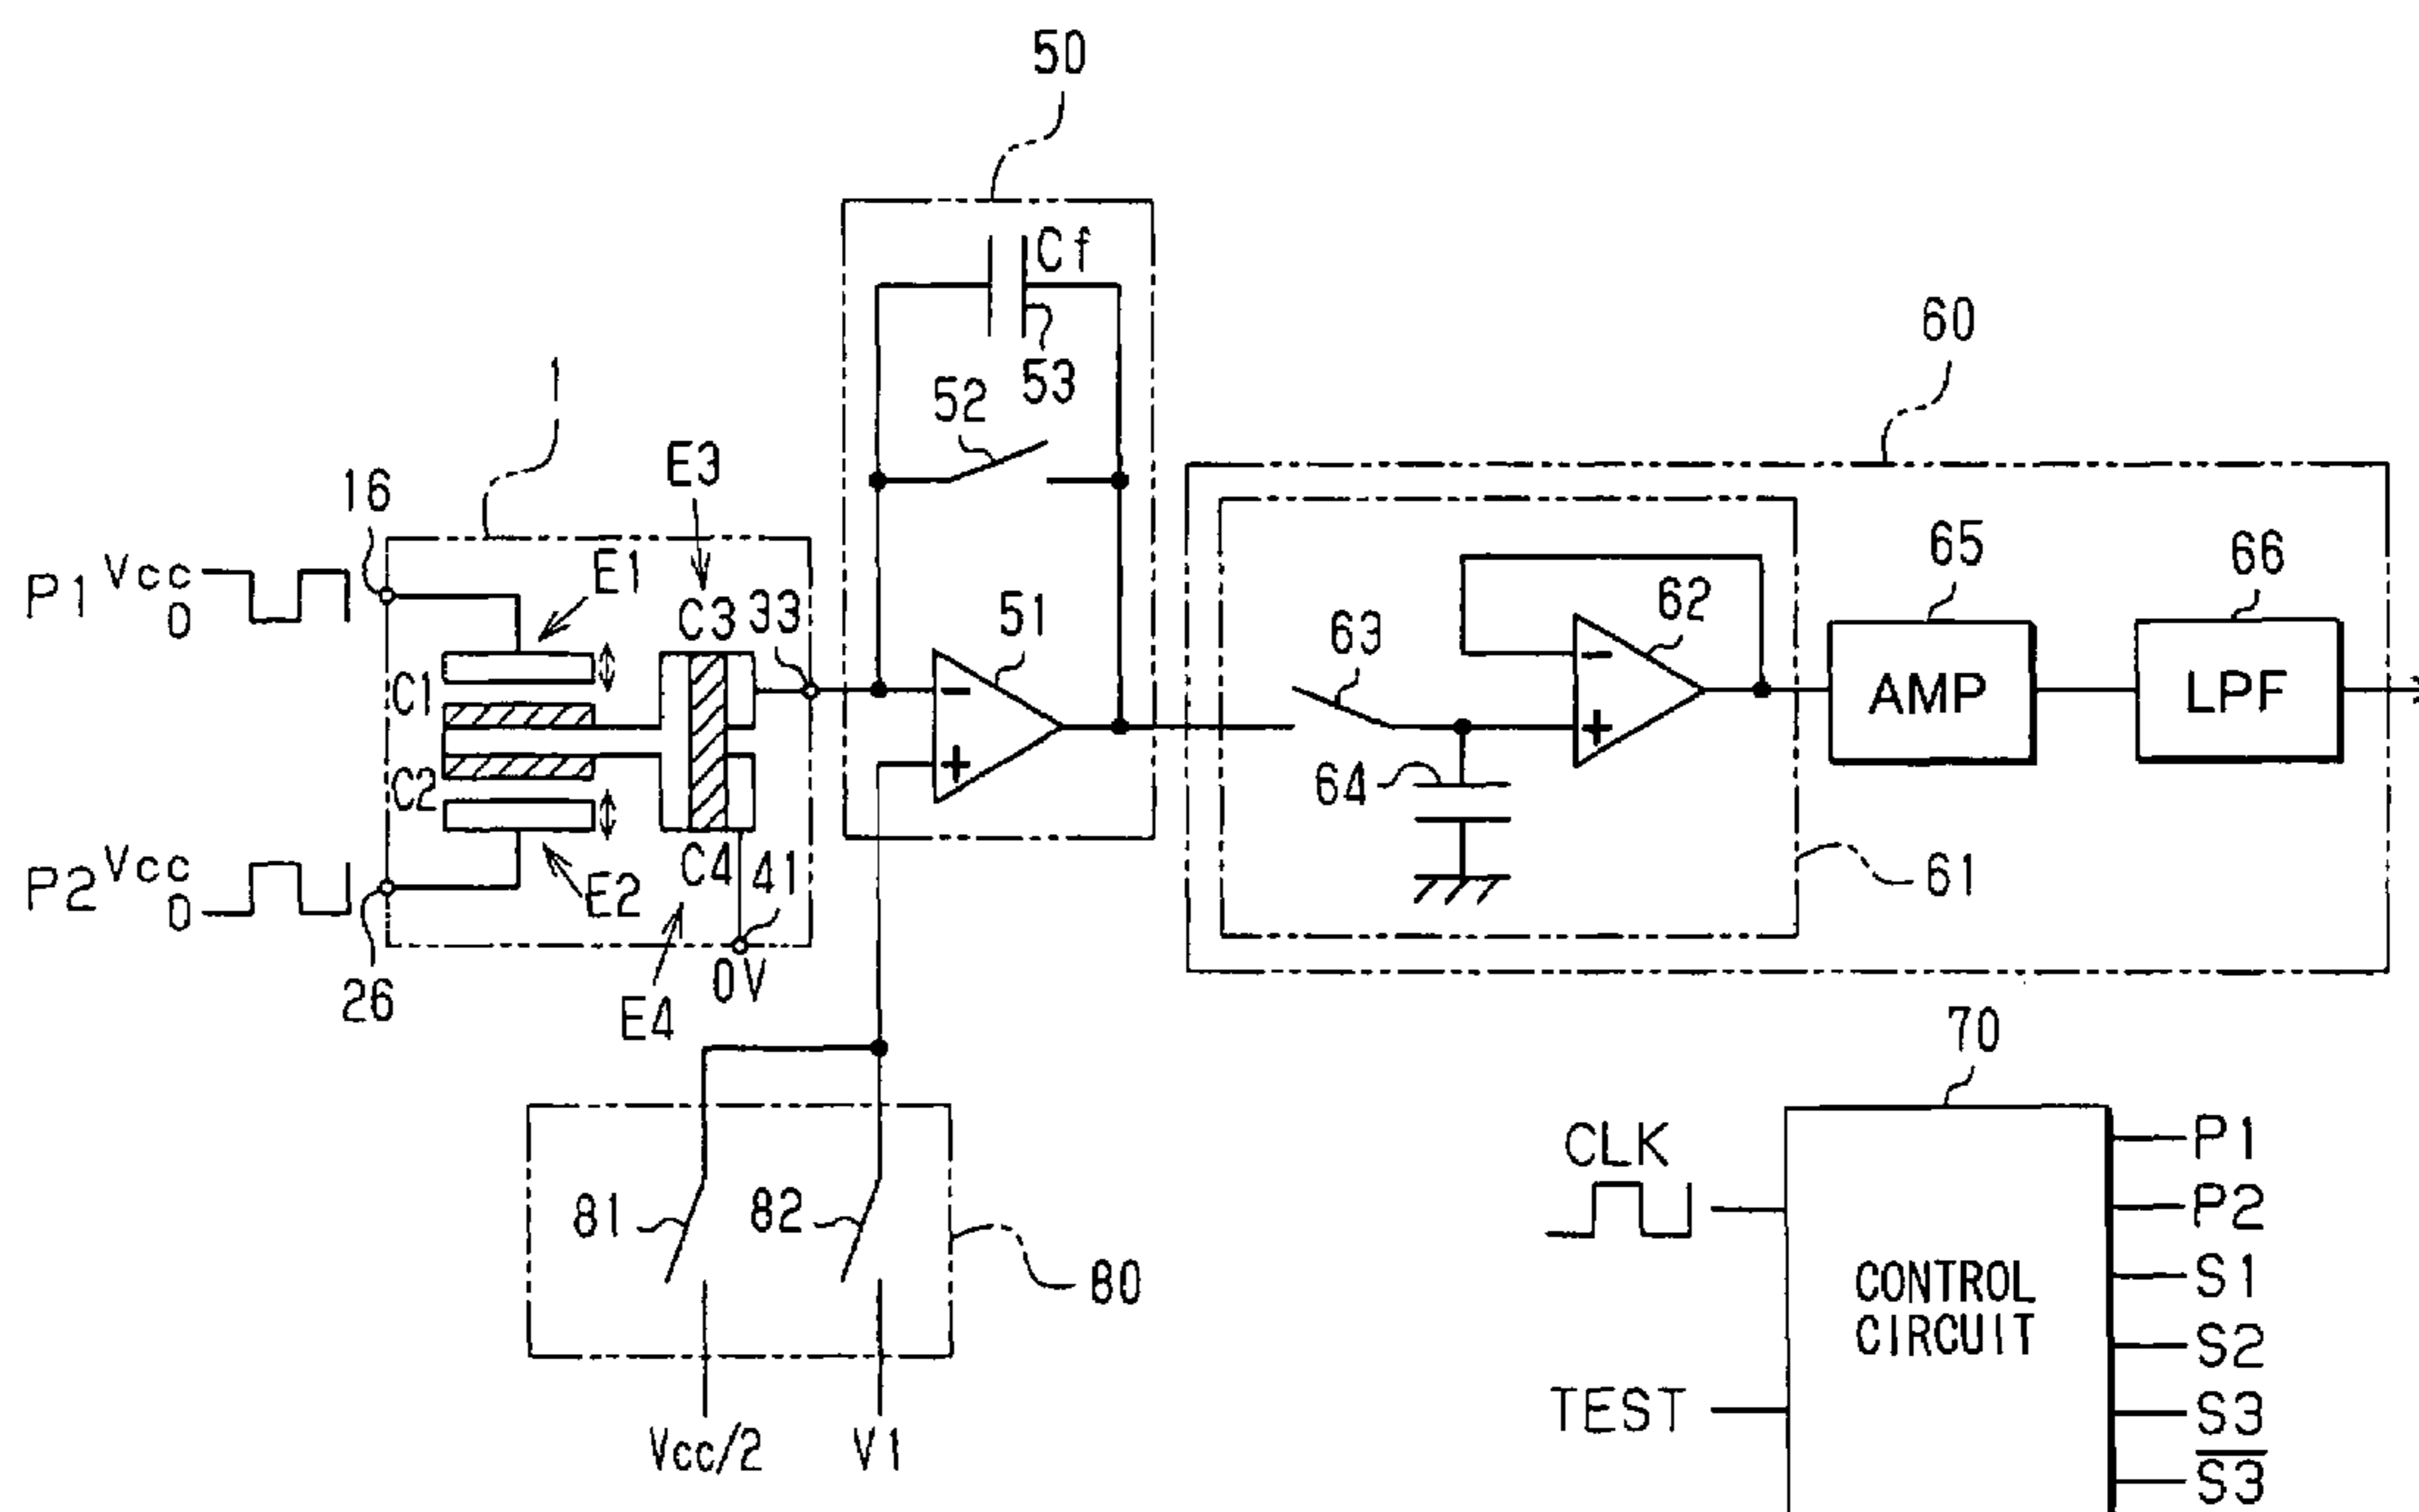 50
Cf
53
52
60
1
E3
16
E1
P1 Vcc
0
C3 33
51
62
65
66
63
C1
AMP
LPF
C2
64
P2 Vcc
0
E2
C4 41
61
26
0V
E4
70
CLK
P1
P2
81 82
80
S1
CONTROL
CIRCUIT
S2
TEST
S3
Vcc/2 V1
S̅3̅